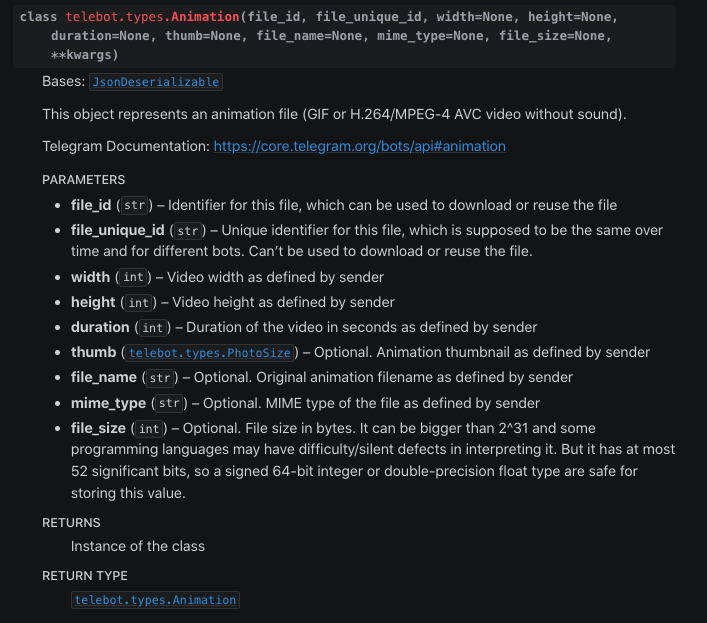 class telebot.types.Animation(file_id, file_unique_id, width=None, height=None,
duration=None, thumb=None, file_name=None, mime_type=None, file_size=None,
**kwargs)
Bases: JsonDeserializable
This object represents an animation file (GIF or H.264/MPEG-4 AVC video without sound).
Telegram Documentation: https://core.telegram.org/bots/api#animation
PARAMETERS
• file_id (str) – Identifier for this file, which can be used to download or reuse the file
• file_unique_id (str) – Unique identifier for this file, which is supposed to be the same over
time and for different bots. Can’t be used to download or reuse the file.
• width (int) – Video width as defined by sender
• height (int) – Video height as defined by sender
• duration (int) – Duration of the video in seconds as defined by sender
• thumb (telebot.types.PhotoSize) – Optional. Animation thumbnail as defined by sender
• file_name (str) – Optional. Original animation filename as defined by sender
• mime_type (str) – Optional. MIME type of the file as defined by sender
• file_size (int) – Optional. File size in bytes. It can be bigger than 2^31 and some
programming languages may have difficulty/silent defects in interpreting it. But it has at most
52 significant bits, so a signed 64-bit integer or double-precision float type are safe for
storing this value.
RETURNS
Instance of the class
RETURN TYPE
telebot.types.Animation